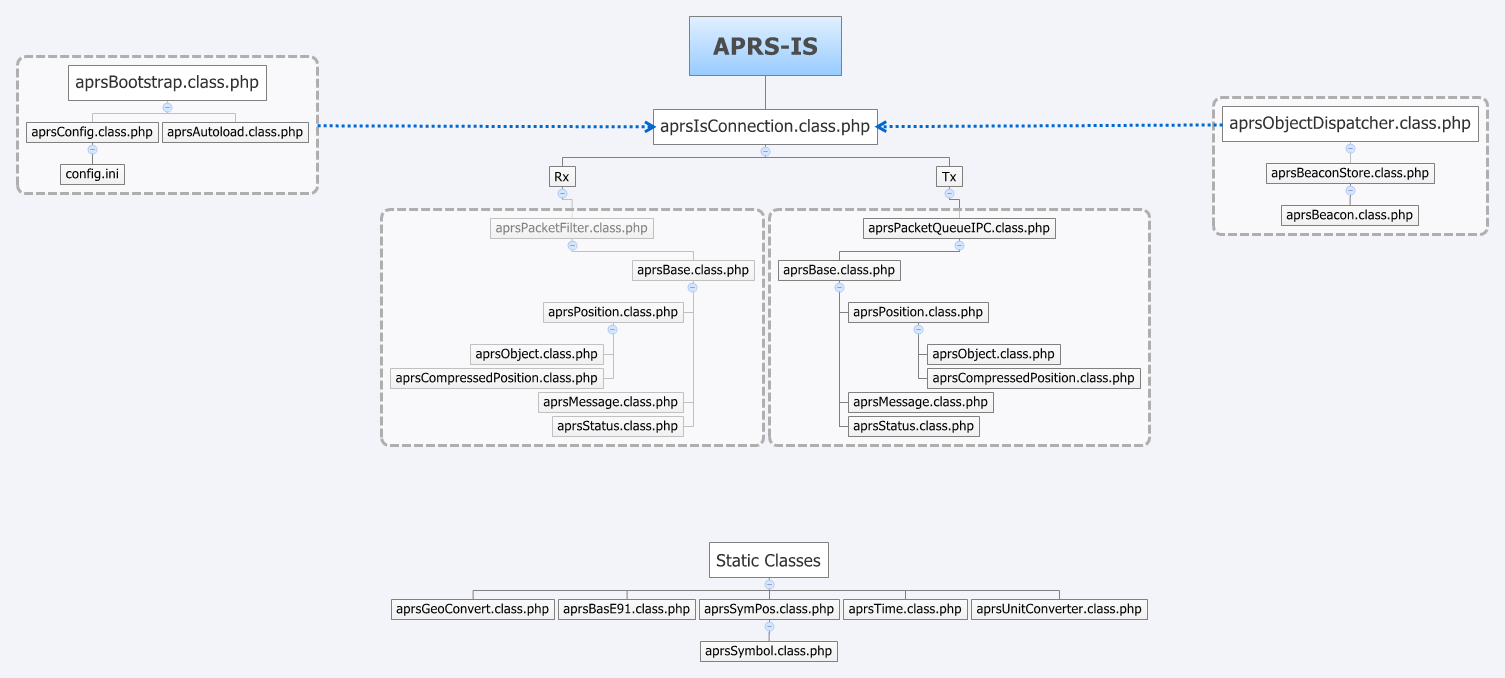 APRS-IS
aprsBootstrap.class.php
aprsConfig.class.php
aprsAutoload.class.php
config.ini
aprsIsConnection.class.php
aprsObjectDispatcher.class.php
aprsBeaconStore.class.php
aprsBeacon.class.php
Rx
Tx
aprsPacketFilter.class.php
aprsBase.class.php
aprsPosition.class.php
aprsObject.class.php
aprsCompressedPosition.class.php
aprsMessage.class.php
aprsStatus.class.php
aprsPacketQueueIPC.class.php
aprsBase.class.php
aprsPosition.class.php
aprsObject.class.php
aprsCompressedPosition.class.php
aprsMessage.class.php
aprsStatus.class.php
Static Classes
aprsGeoConvert.class.php
aprsBasE91.class.php
aprsSymPos.class.php
aprsTime.class.php
aprsUnitConverter.class.php
aprsSymbol.class.php